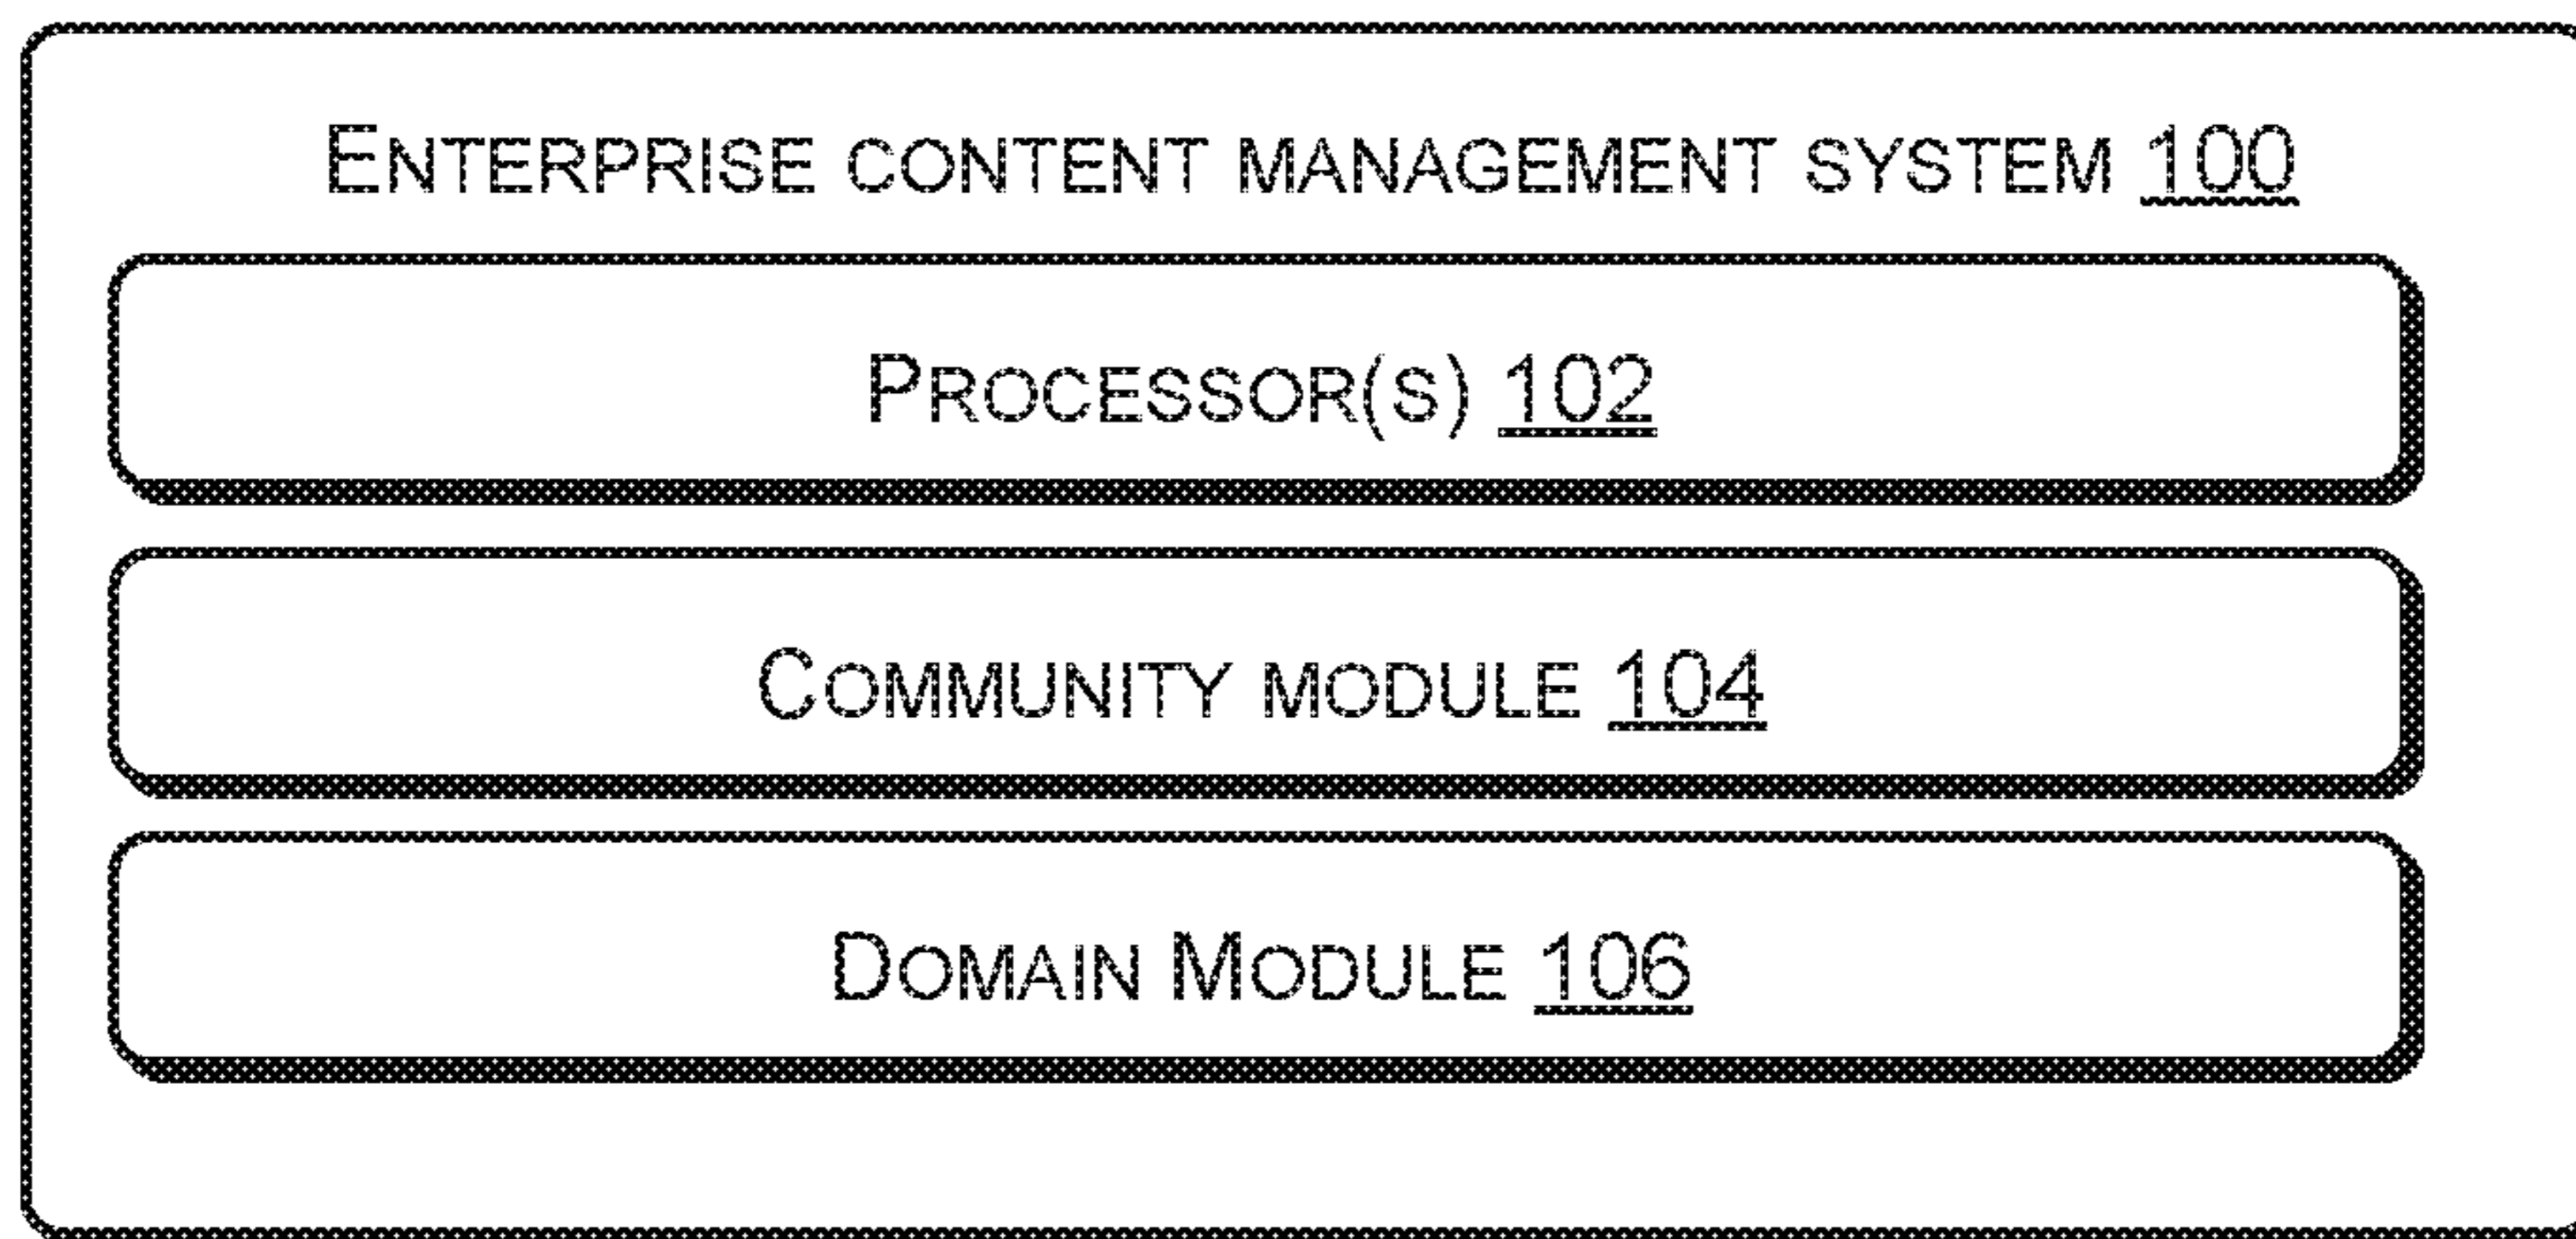 Enterprise content management system 100
Processor(s) 102
Community module 104
Domain Module 106